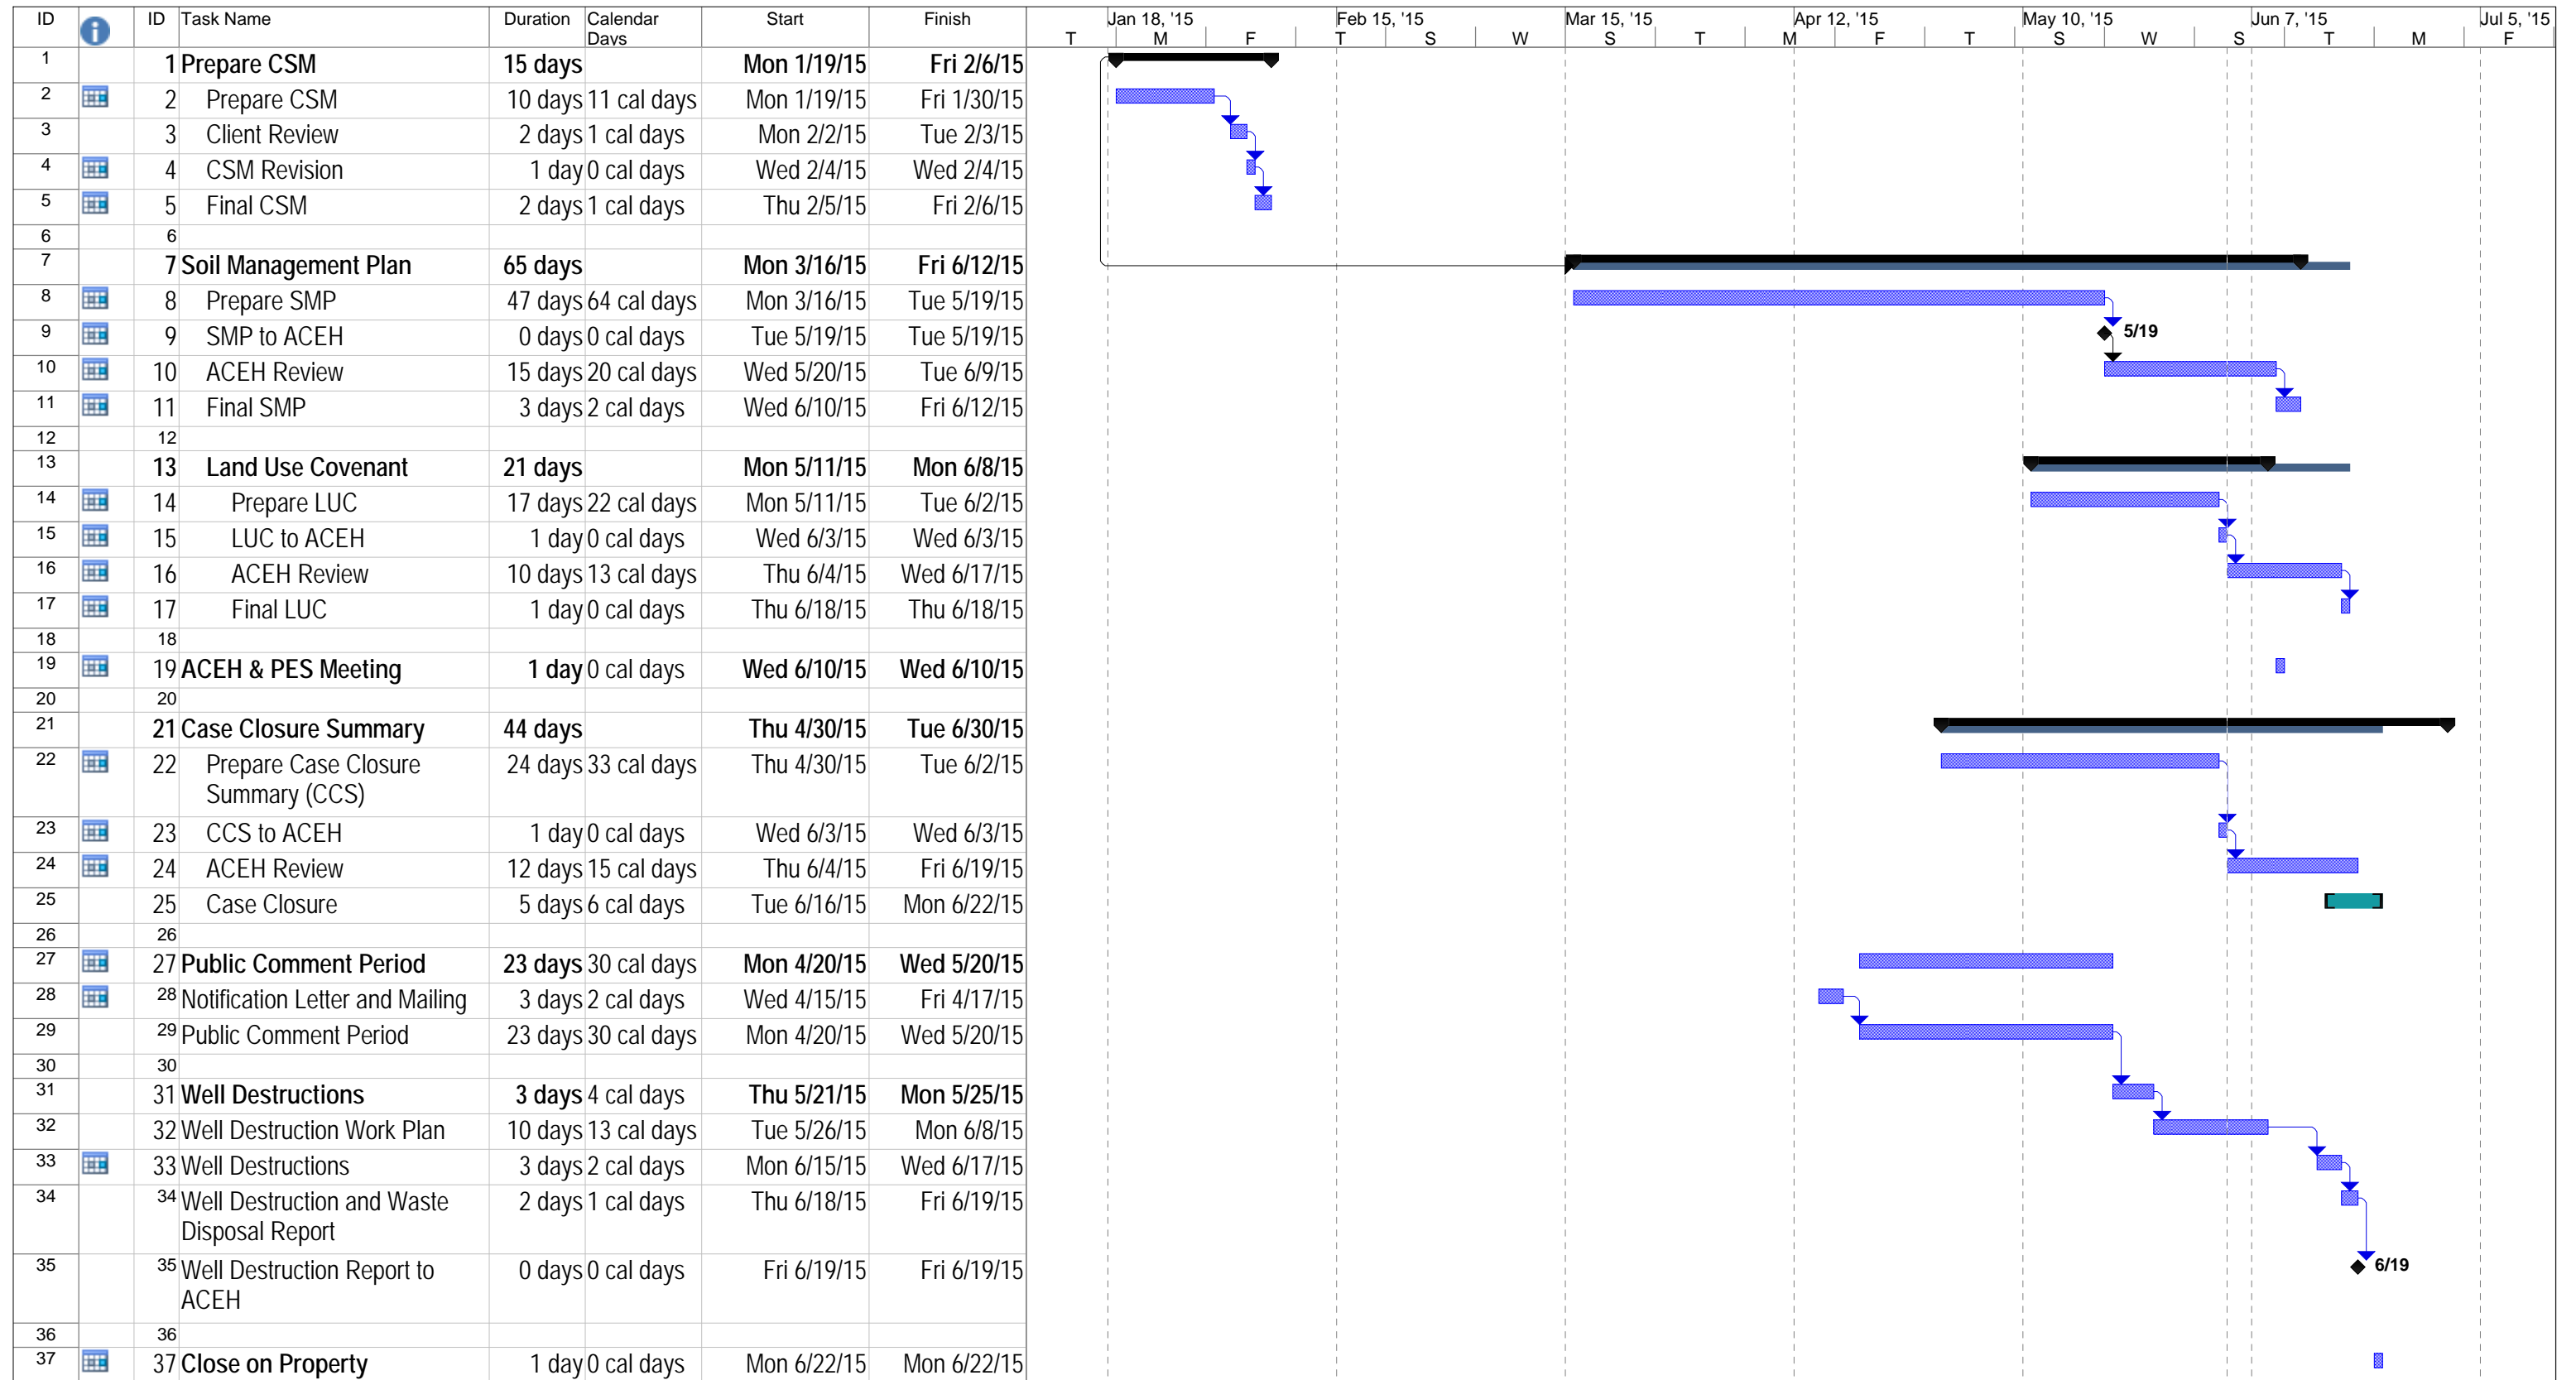 ID ID Task Name Duration Calendar Days Start Finish Jan 18, '15 Feb 15, '15 Mar 15, '15 Apr 12, '15 May 10, '15 Jun 7, '15 Jul 5, '15
T M F T S W S T M F T S W S T M F
1 1 Prepare CSM 15 days Mon 1/19/15 Fri 2/6/15
2 2 Prepare CSM 10 days 11 cal days Mon 1/19/15 Fri 1/30/15
3 3 Client Review 2 days 1 cal days Mon 2/2/15 Tue 2/3/15
4 4 CSM Revision 1 day 0 cal days Wed 2/4/15 Wed 2/4/15
5 5 Final CSM 2 days 1 cal days Thu 2/5/15 Fri 2/6/15
6 6
7 7 Soil Management Plan 65 days Mon 3/16/15 Fri 6/12/15
8 8 Prepare SMP 47 days 64 cal days Mon 3/16/15 Tue 5/19/15
9 9 SMP to ACEH 0 days 0 cal days Tue 5/19/15 Tue 5/19/15 5/19
10 10 ACEH Review 15 days 20 cal days Wed 5/20/15 Tue 6/9/15
11 11 Final SMP 3 days 2 cal days Wed 6/10/15 Fri 6/12/15
12 12
13 13 Land Use Covenant 21 days Mon 5/11/15 Mon 6/8/15
14 14 Prepare LUC 17 days 22 cal days Mon 5/11/15 Tue 6/2/15
15 15 LUC to ACEH 1 day 0 cal days Wed 6/3/15 Wed 6/3/15
16 16 ACEH Review 10 days 13 cal days Thu 6/4/15 Wed 6/17/15
17 17 Final LUC 1 day 0 cal days Thu 6/18/15 Thu 6/18/15
18 18
19 19 ACEH & PES Meeting 1 day 0 cal days Wed 6/10/15 Wed 6/10/15
20 20
21 21 Case Closure Summary 44 days Thu 4/30/15 Tue 6/30/15
22 22 Prepare Case Closure 24 days 33 cal days Thu 4/30/15 Tue 6/2/15
Summary (CCS)
23 23 CCS to ACEH 1 day 0 cal days Wed 6/3/15 Wed 6/3/15
24 24 ACEH Review 12 days 15 cal days Thu 6/4/15 Fri 6/19/15
25 25 Case Closure 5 days 6 cal days Tue 6/16/15 Mon 6/22/15
26 26
27 27 Public Comment Period 23 days 30 cal days Mon 4/20/15 Wed 5/20/15
28 28 Notification Letter and Mailing 3 days 2 cal days Wed 4/15/15 Fri 4/17/15
29 29 Public Comment Period 23 days 30 cal days Mon 4/20/15 Wed 5/20/15
30 30
31 31 Well Destructions 3 days 4 cal days Thu 5/21/15 Mon 5/25/15
32 32 Well Destruction Work Plan 10 days 13 cal days Tue 5/26/15 Mon 6/8/15
33 33 Well Destructions 3 days 2 cal days Mon 6/15/15 Wed 6/17/15
34 34 Well Destruction and Waste 2 days 1 cal days Thu 6/18/15 Fri 6/19/15
Disposal Report
35 35 Well Destruction Report to 0 days 0 cal days Fri 6/19/15 Fri 6/19/15 6/19
ACEH
36 36
37 37 Close on Property 1 day 0 cal days Mon 6/22/15 Mon 6/22/15